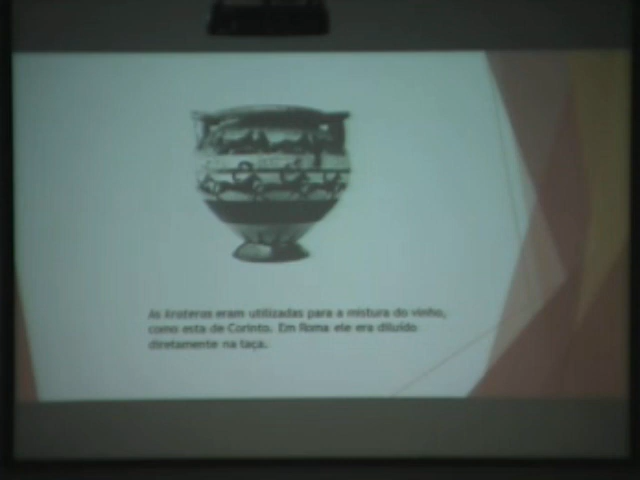 As krateras eram utilizadas para a mistura do vinho,
como esta de Corinto. Em Roma ele era diluído
diretamente na taça.